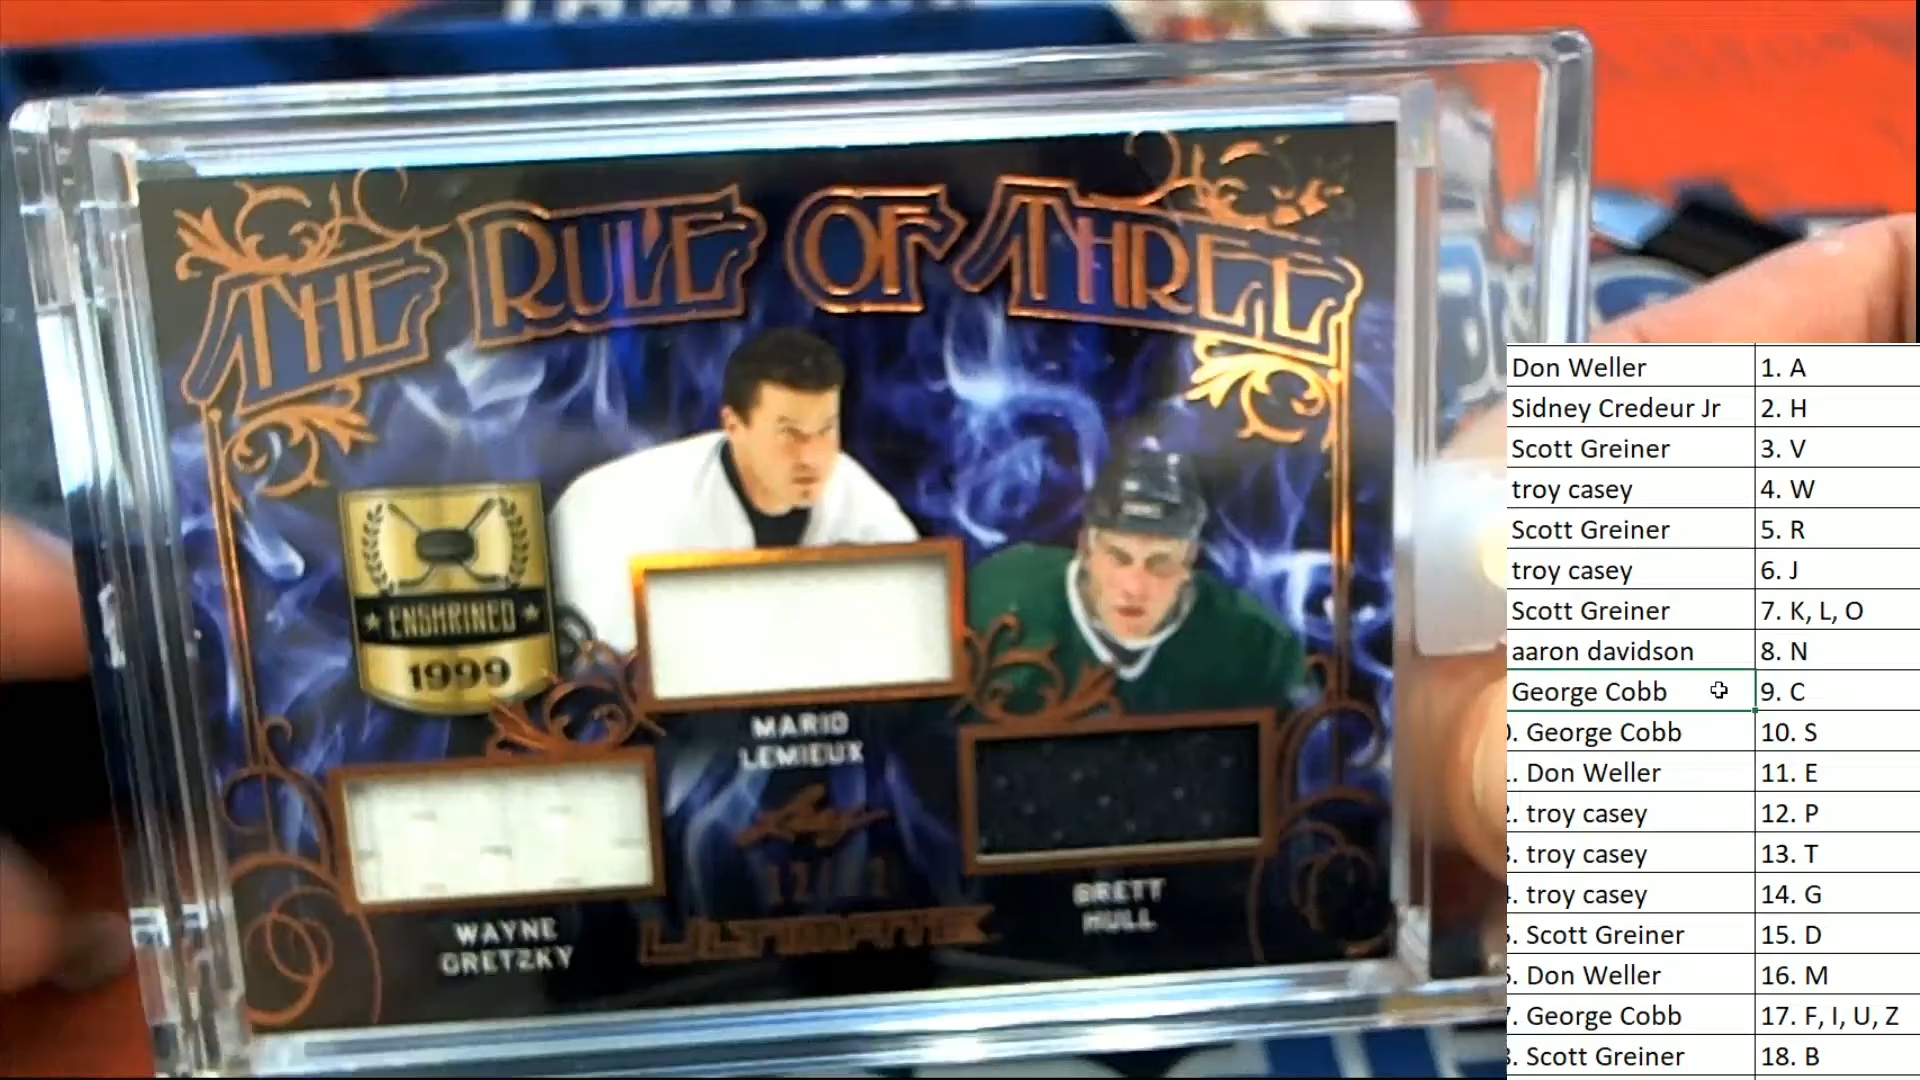 THE RULE OF THREE
ENSHRINED
1999
MARIO
LEMIEUX
WAYNE
GRETZKY
BRETT
HULL
Leaf
ULTIMATE
Don Weller 1. A
Sidney Credeur Jr 2. H
Scott Greiner 3. V
troy casey 4. W
Scott Greiner 5. R
troy casey 6. J
Scott Greiner 7. K, L, O
aaron davidson 8. N
George Cobb 9. C
. George Cobb 10. S
. Don Weller 11. E
. troy casey 12. P
. troy casey 13. T
. troy casey 14. G
. Scott Greiner 15. D
. Don Weller 16. M
. George Cobb 17. F, I, U, Z
. Scott Greiner 18. B